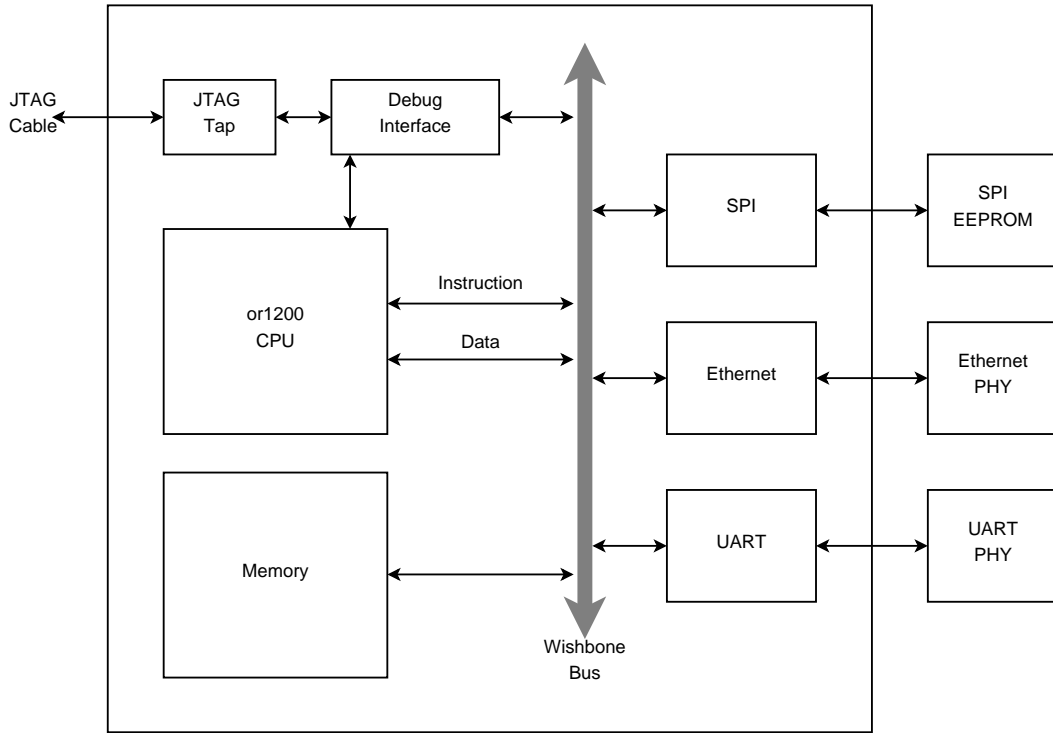 JTAG
Cable
JTAG
Tap
Debug
Interface
SPI
SPI
EEPROM
or1200
CPU
Instruction
Data
Ethernet
Ethernet
PHY
Memory
UART
UART
PHY
Wishbone
Bus